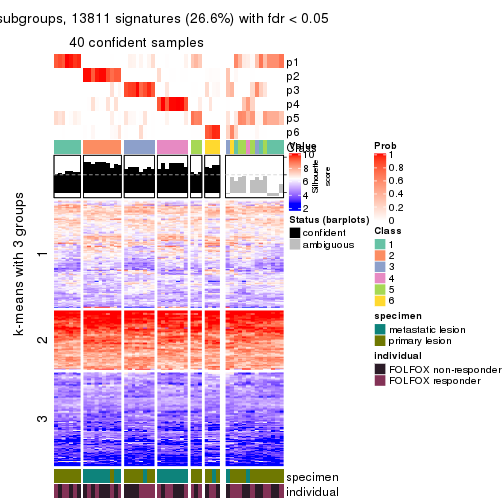 subgroups, 13811 signatures (26.6%) with fdr < 0.05
40 confident samples
p1
p2
p3
p4
p5
p6
Class
Silhouette
score
k-means with 3 groups
1
2
3
specimen
individual
Value
10
8
6
4
2
Status (barplots)
confident
ambiguous
Prob
1
0.8
0.6
0.4
0.2
0
Class
1
2
3
4
5
6
specimen
metastatic lesion
primary lesion
individual
FOLFOX non-responder
FOLFOX responder